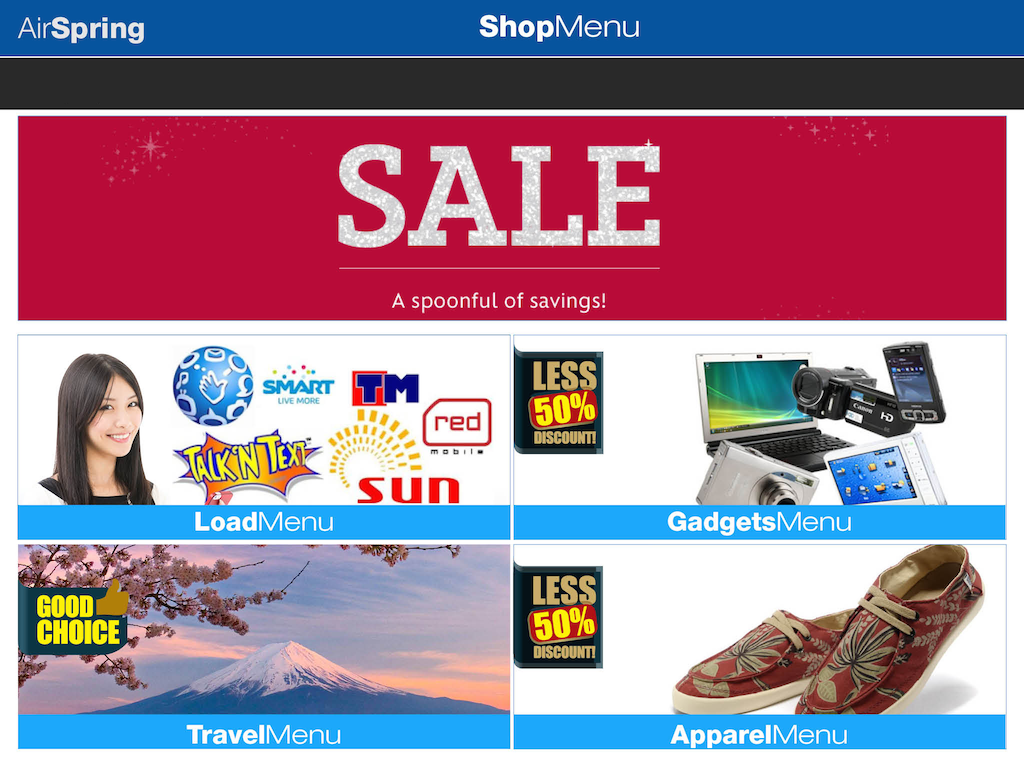 AirSpring
ShopMenu
SALE
A spoonful of savings!
SMART
LIVE MORE
TM
red
mobile
TALK 'N TEXT
SUN
LoadMenu
LESS
50%
DISCOUNT!
Canon
HD
GadgetsMenu
GOOD
CHOICE
TravelMenu
LESS
50%
DISCOUNT!
ApparelMenu